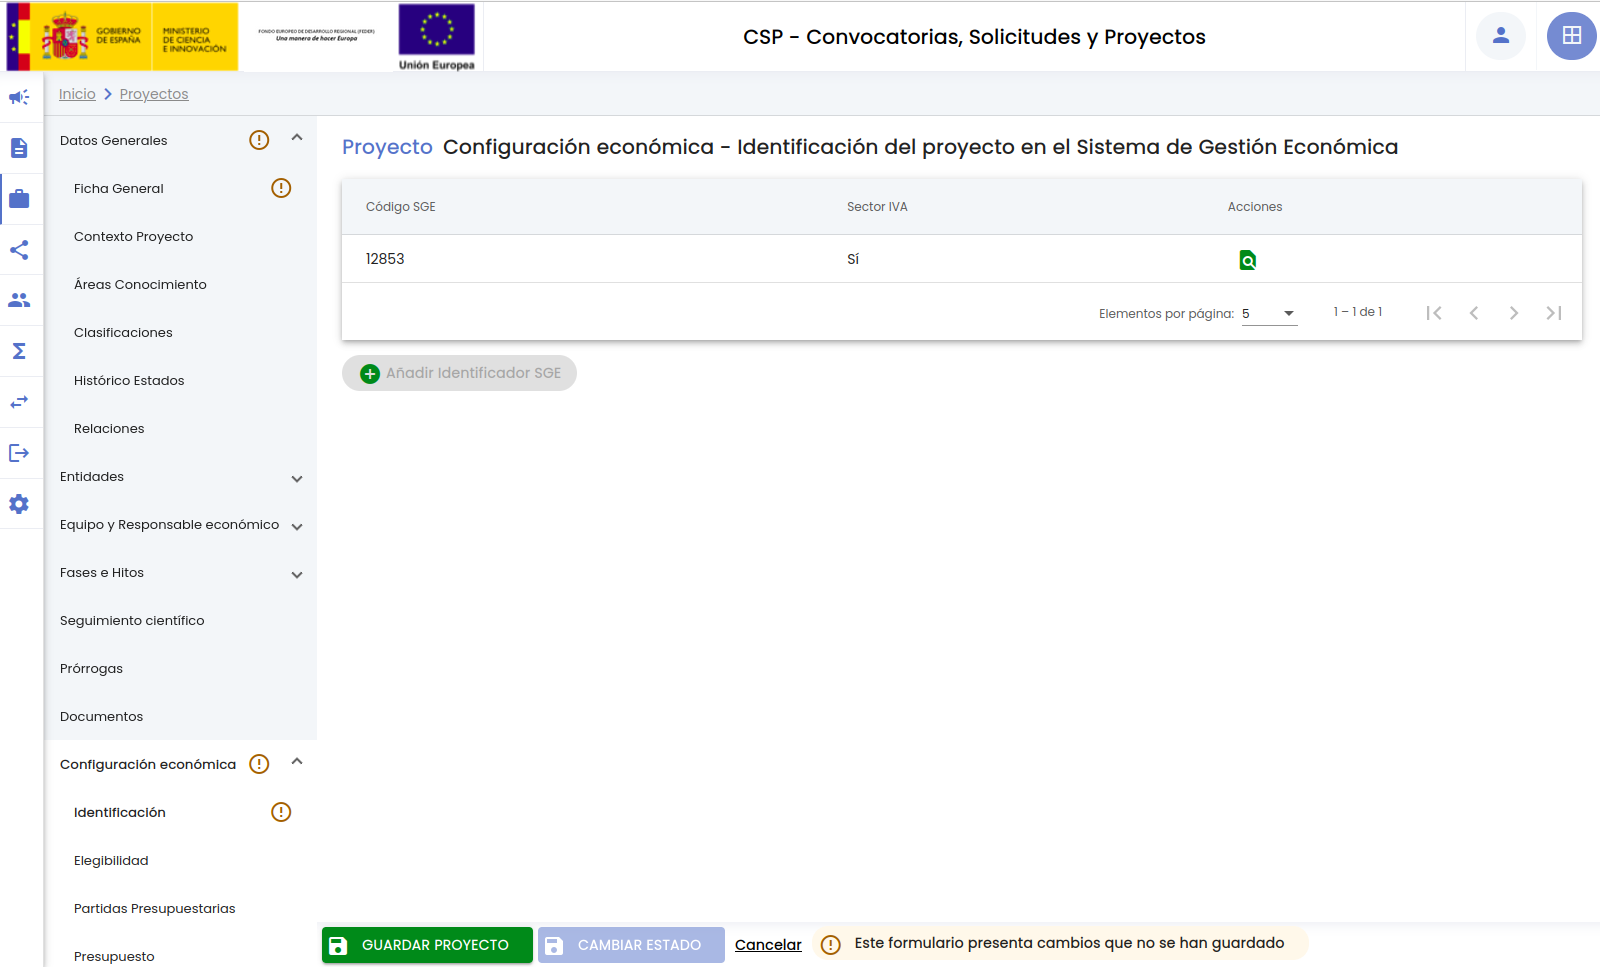 GOBIERNO
DE ESPAÑA
MINISTERIO
DE CIENCIA
E INNOVACIÓN
FONDO EUROPEO DE DESARROLLO REGIONAL (FEDER)
Una manera de hacer Europa
Unión Europea
CSP - Convocatorias, Solicitudes y Proyectos
Inicio > Proyectos
Datos Generales
Ficha General
Contexto Proyecto
Áreas Conocimiento
Clasificaciones
Histórico Estados
Relaciones
Entidades
Equipo y Responsable económico
Fases e Hitos
Seguimiento científico
Prórrogas
Documentos
Configuración económica
Identificación
Elegibilidad
Partidas Presupuestarias
Presupuesto
Proyecto Configuración económica - Identificación del proyecto en el Sistema de Gestión Económica
Código SGE Sector IVA Acciones
12853 Sí
Elementos por página: 5 1 – 1 de 1
Añadir Identificador SGE
GUARDAR PROYECTO CAMBIAR ESTADO Cancelar Este formulario presenta cambios que no se han guardado